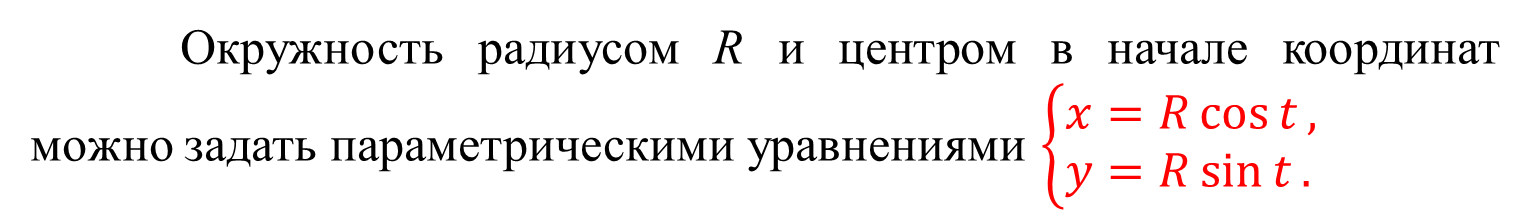 Окружность радиусом R и центром в начале координат
можно задать параметрическими уравнениями { x = R cos t ,
y = R sin t .